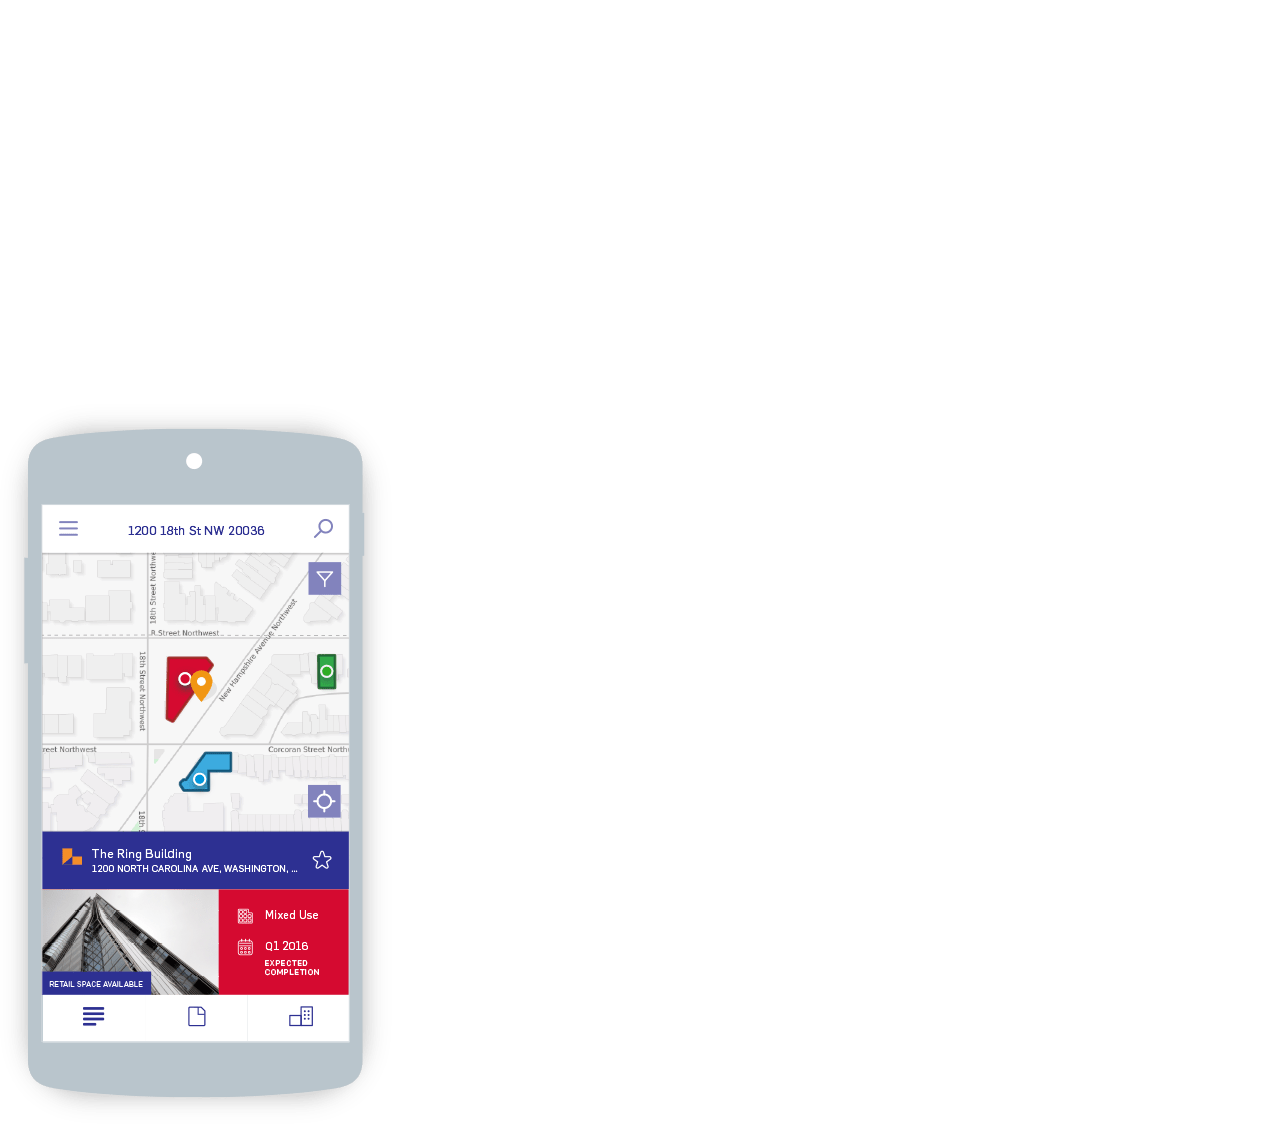 1200 18th St NW 20036
18th Street Northwe
R Street Northwest
New Hampshire Avenue Northwest
18th Street Northwest
reet Northwest
Corcoran Street North
18th S
The Ring Building
1200 NORTH CAROLINA AVE, WASHINGTON, ...
Mixed Use
Q1 2016
EXPECTED
COMPLETION
RETAIL SPACE AVAILABLE